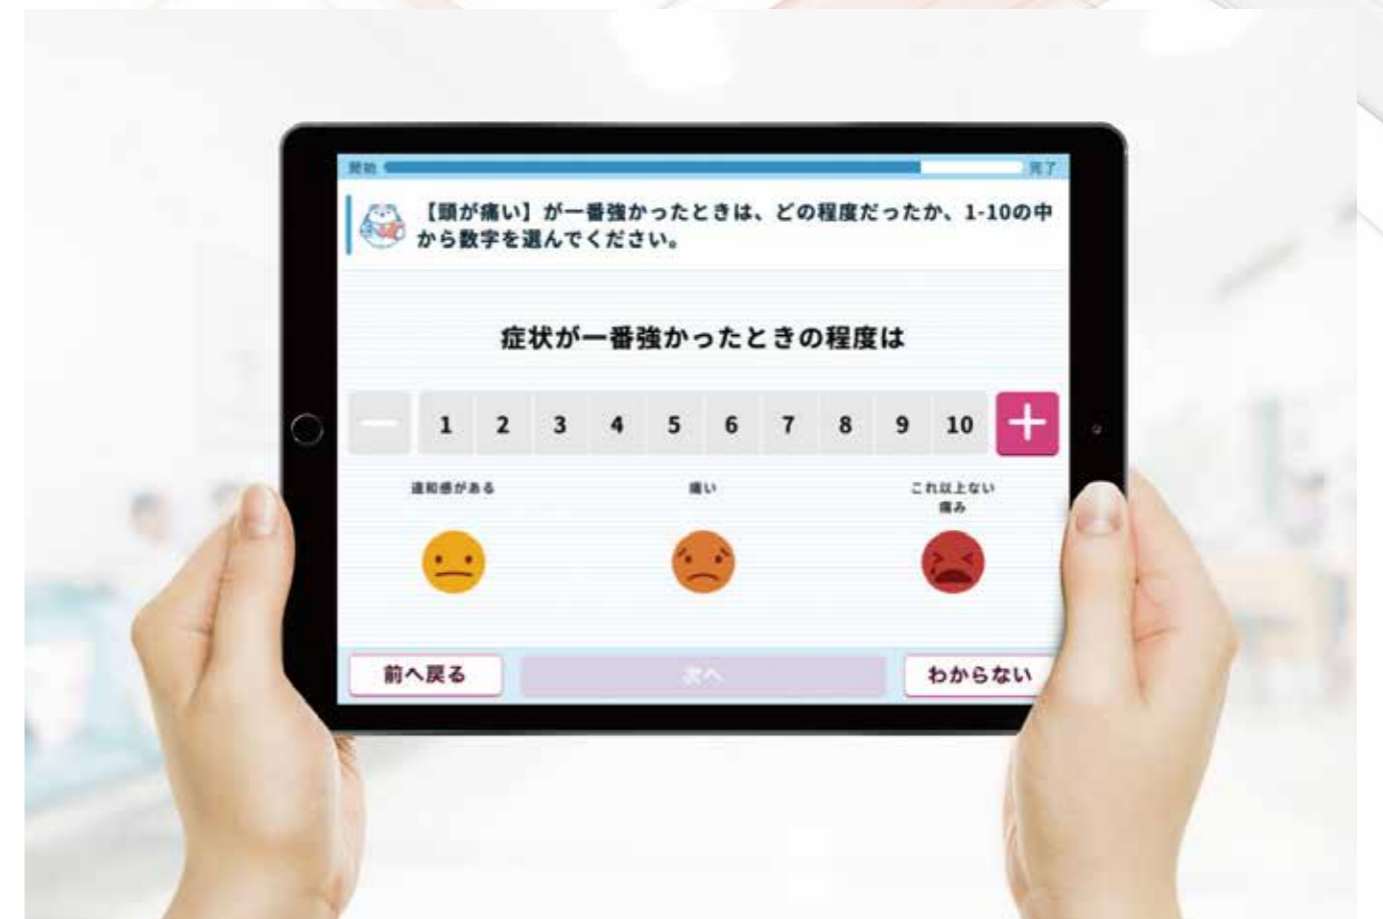 開始
完了
【頭が痛い】が一番強かったときは、どの程度だったか、1-10の中
から数字を選んでください。
症状が一番強かったときの程度は
1 2 3 4 5 6 7 8 9 10
違和感がある
痛い
これ以上ない
痛み
前へ戻る
次へ
わからない